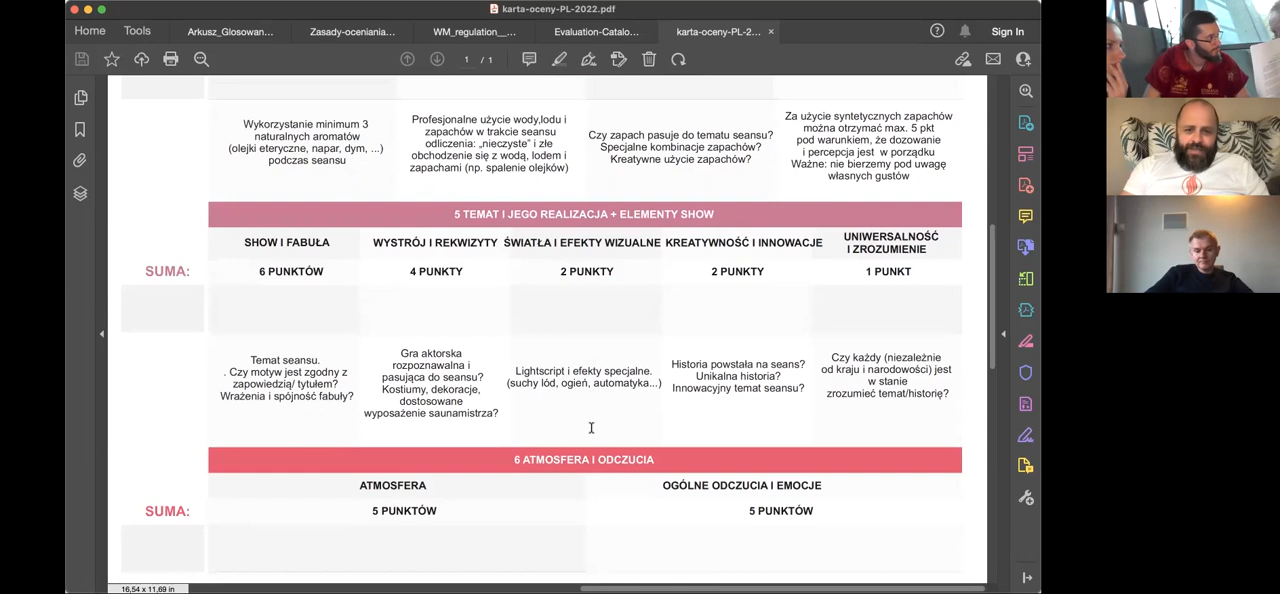 karta-oceny-PL-2022.pdf
Home Tools Arkusz_Glosowan... Zasady-oceniania... WM_regulation__... Evaluation-Catalo... karta-oceny-PL-2... × Sign In
1 / 1
Wykorzystanie minimum 3
naturalnych aromatów
(olejki eteryczne, napar, dym, ...)
podczas seansu
Profesjonalne użycie wody,lodu i
zapachów w trakcie seansu
odliczenia: „nieczyste” i złe
obchodzenie się z wodą, lodem i
zapachami (np. spalenie olejków)
Czy zapach pasuje do tematu seansu?
Specjalne kombinacje zapachów?
Kreatywne użycie zapachów?
Za użycie syntetycznych zapachów
można otrzymać max. 5 pkt
pod warunkiem, że dozowanie
i percepcja jest w porządku
Ważne: nie bierzemy pod uwagę
własnych gustów
5 TEMAT I JEGO REALIZACJA + ELEMENTY SHOW
SHOW I FABUŁA WYSTRÓJ I REKWIZYTY ŚWIATŁA I EFEKTY WIZUALNE KREATYWNOŚĆ I INNOWACJE UNIWERSALNOŚĆ
I ZROZUMIENIE
SUMA: 6 PUNKTÓW 4 PUNKTY 2 PUNKTY 2 PUNKTY 1 PUNKT
Temat seansu.
. Czy motyw jest zgodny z
zapowiedzią/ tytułem?
Wrażenia i spójność fabuły?
Gra aktorska
rozpoznawalna i
pasująca do seansu?
Kostiumy, dekoracje,
dostosowane
wyposażenie saunamistrza?
Lightscript i efekty specjalne.
(suchy lód, ogień, automatyka...)
Historia powstała na seans?
Unikalna historia?
Innowacyjny temat seansu?
Czy każdy (niezależnie
od kraju i narodowości) jest
w stanie
zrozumieć temat/historię?
6 ATMOSFERA I ODCZUCIA
ATMOSFERA OGÓLNE ODCZUCIA I EMOCJE
SUMA: 5 PUNKTÓW 5 PUNKTÓW
16,54 x 11,69 in